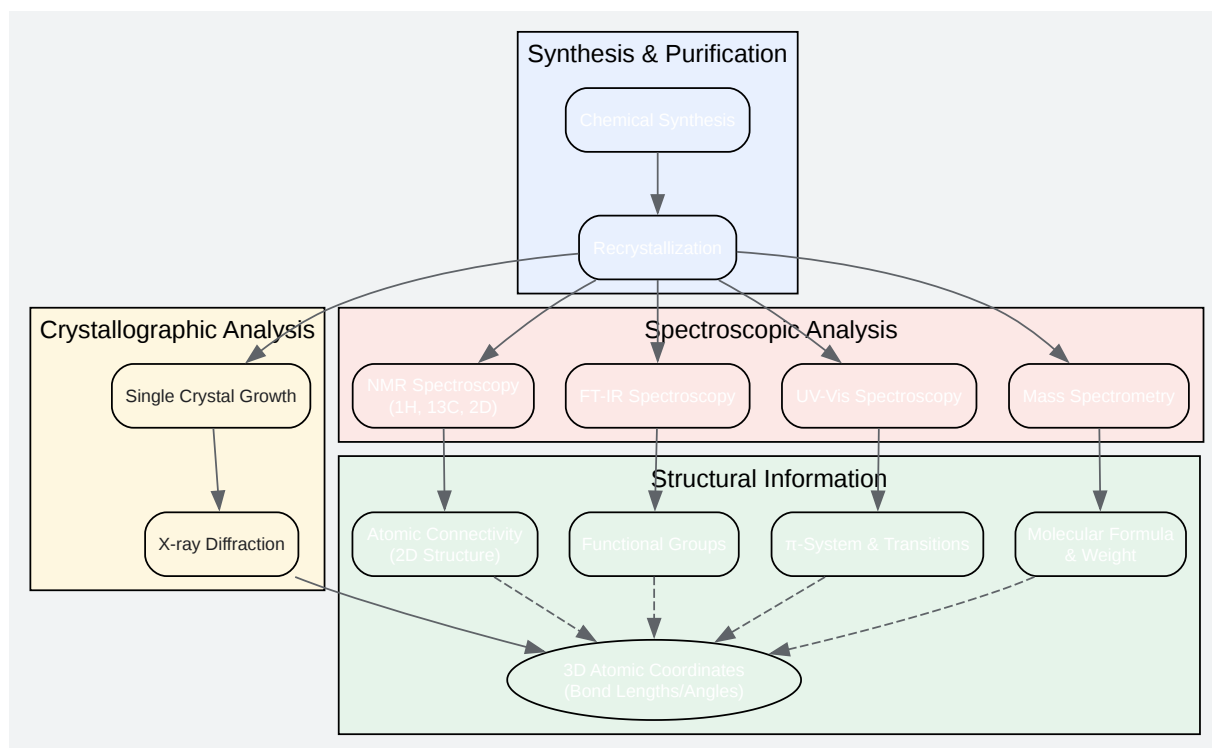 Synthesis & Purification
Chemical Synthesis
Recrystallization
Crystallographic Analysis
Spectroscopic Analysis
Single Crystal Growth
NMR Spectroscopy
(1H, 13C, 2D)
FT-IR Spectroscopy
UV-Vis Spectroscopy
Mass Spectrometry
Structural Information
X-ray Diffraction
Atomic Connectivity
(2D Structure)
Functional Groups
π-System & Transitions
Molecular Formula
& Weight
3D Atomic Coordinates
(Bond Lengths/Angles)